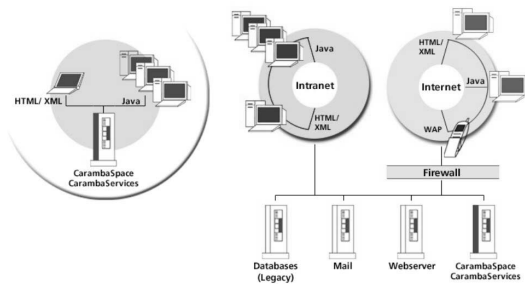 HTML/ XML
Java
CarambaSpace
CarambaServices
Java
Intranet
HTML/
XML
HTML/
XML
Java
Internet
WAP
Firewall
Databases
(Legacy)
Mail
Webserver
CarambaSpace
CarambaServices